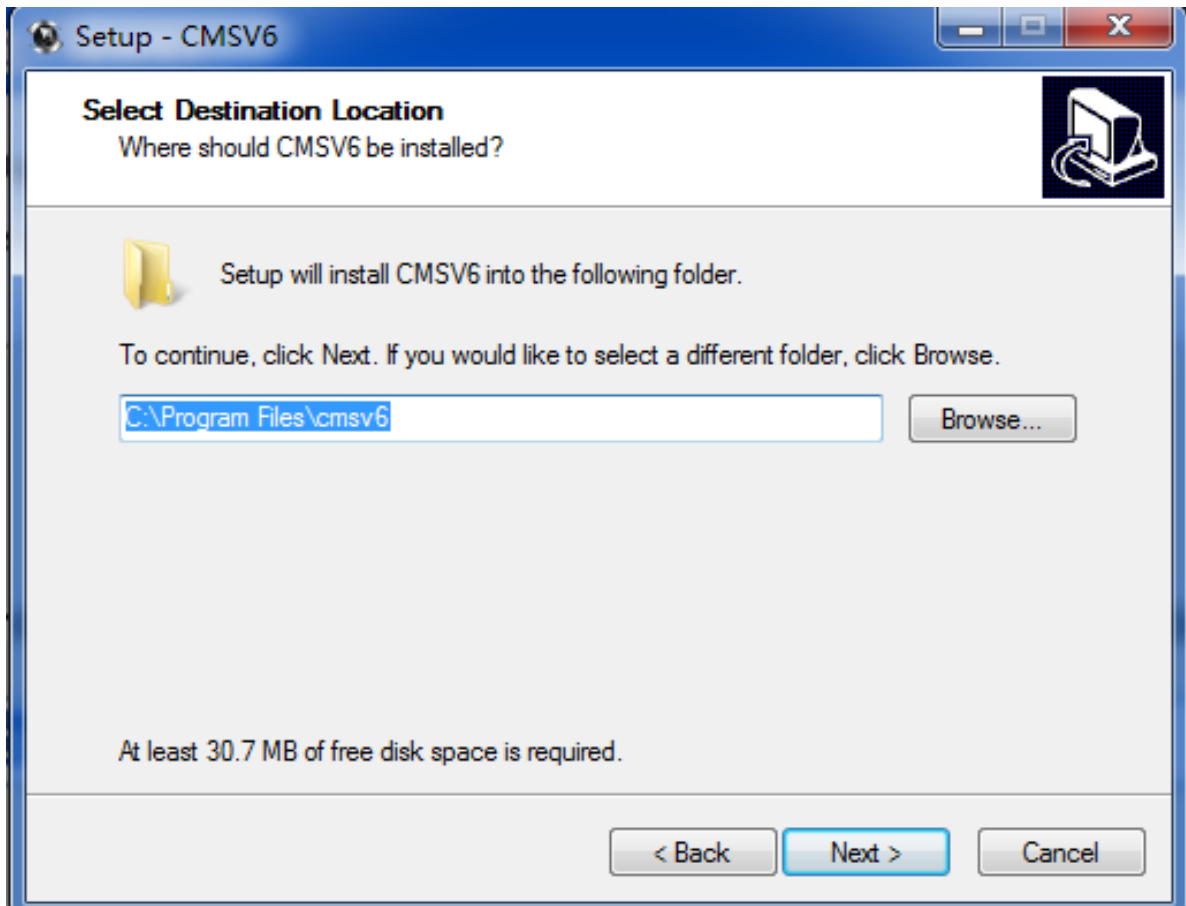 Setup - CMSV6
Select Destination Location
Where should CMSV6 be installed?
Setup will install CMSV6 into the following folder.
To continue, click Next. If you would like to select a different folder, click Browse.
C:\Program Files\cmsv6
Browse...
At least 30.7 MB of free disk space is required.
< Back
Next >
Cancel